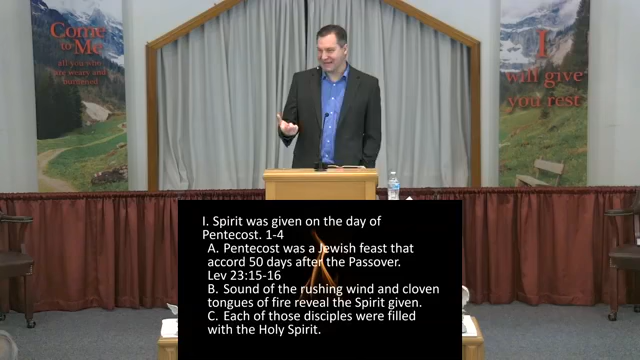 Come
to Me
all you who
are weary and
burdened
I
will give
you rest
I. Spirit was given on the day of
Pentecost. 1-4
A. Pentecost was a Jewish feast that
accord 50 days after the Passover.
Lev 23:15-16
B. Sound of the rushing wind and cloven
tongues of fire reveal the Spirit given.
C. Each of those disciples were filled
with the Holy Spirit.